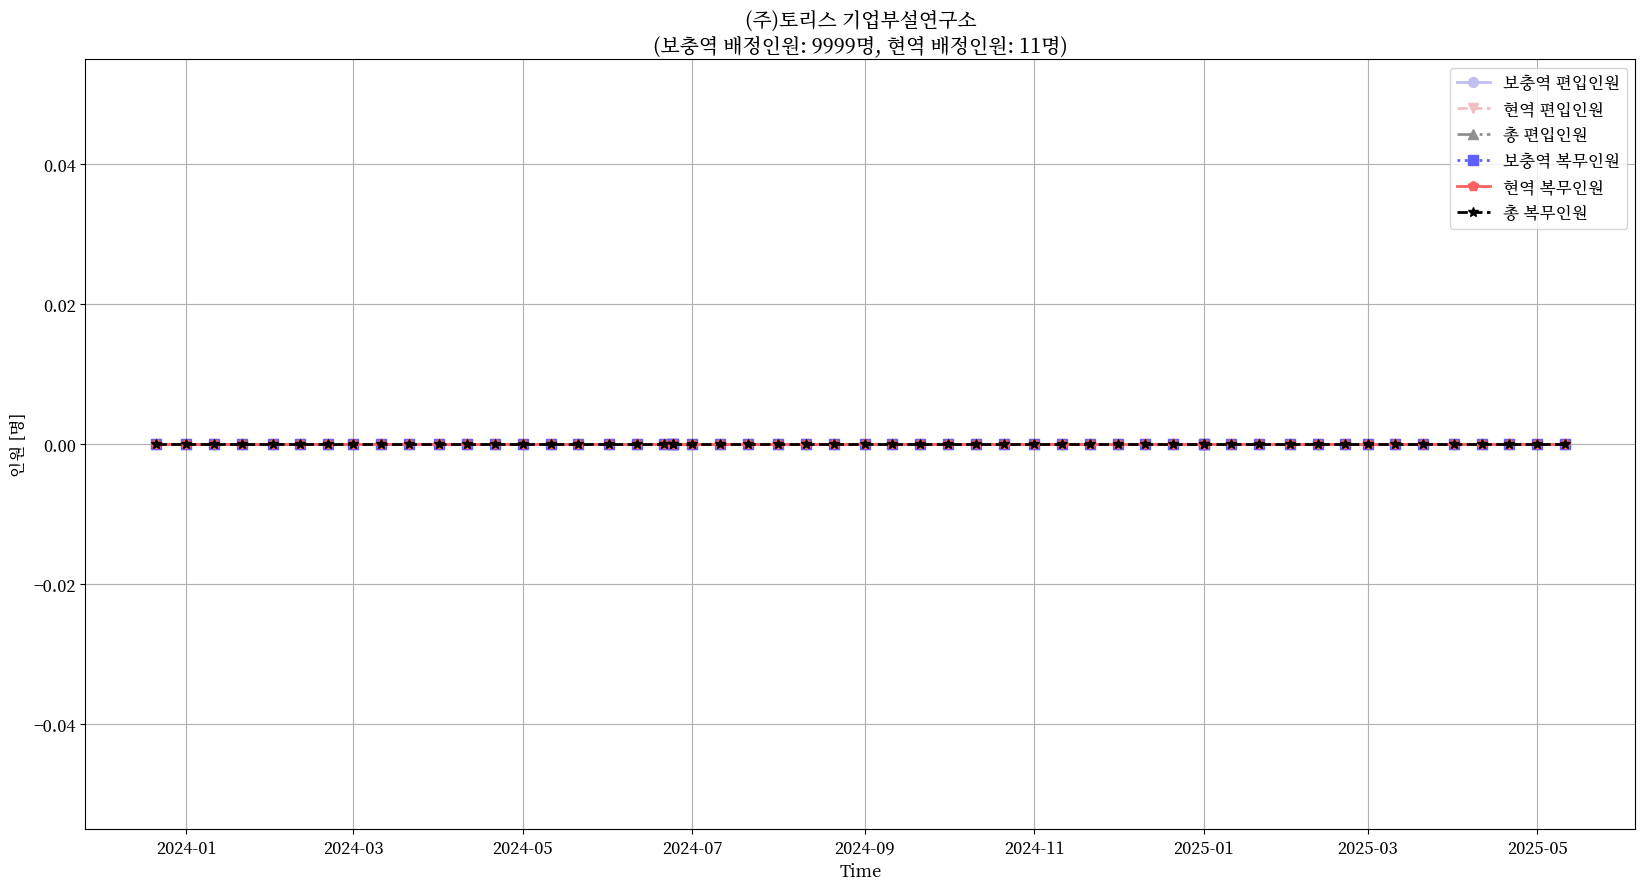 (주)토리스 기업부설연구소
(보충역 배정인원: 9999명, 현역 배정인원: 11명)
보충역 편입인원
현역 편입인원
총 편입인원
보충역 복무인원
현역 복무인원
총 복무인원
0.04
0.02
0.00
−0.02
−0.04
인원 [명]
2024-01 2024-03 2024-05 2024-07 2024-09 2024-11 2025-01 2025-03 2025-05
Time